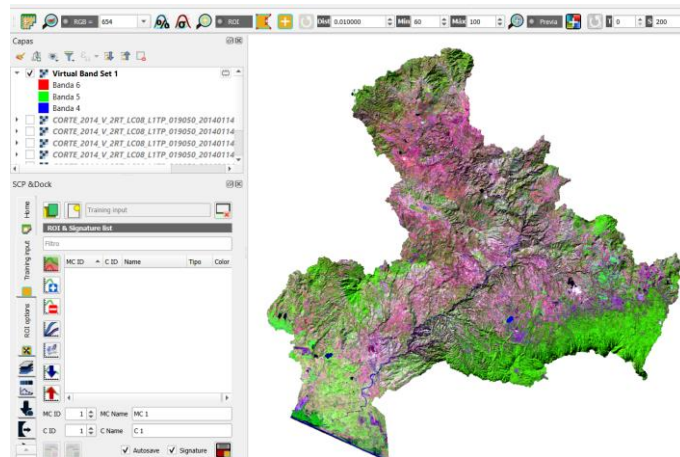 RGB = 654 ROI Dist 0.010000 Min 60 Máx 100 Previa T 0 S 200
Capas
Virtual Band Set 1
Banda 6
Banda 5
Banda 4
CORTE_2014_V_2RT_LC08_L1TP_019050_20140114
CORTE_2014_V_2RT_LC08_L1TP_019050_20140114
CORTE_2014_V_2RT_LC08_L1TP_019050_20140114
SCP &Dock
Home
Training input
ROI options
Training input
ROI & Signature list
Filtro
MC ID C ID Name Tipo Color
MC ID 1 MC Name MC 1
C ID 1 C Name C 1
Autosave Signature